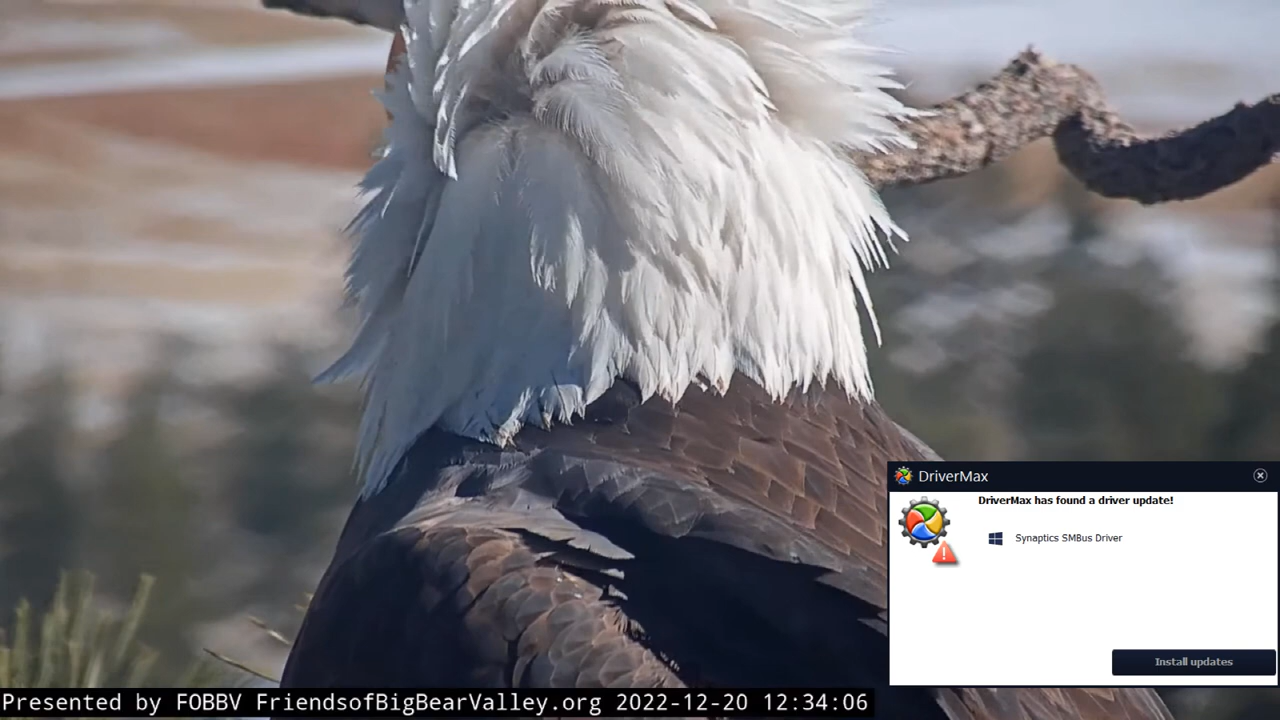 DriverMax
DriverMax has found a driver update!
Synaptics SMBus Driver
Install updates
Presented by FOBBV FriendsofBigBearValley.org 2022-12-20 12:34:06